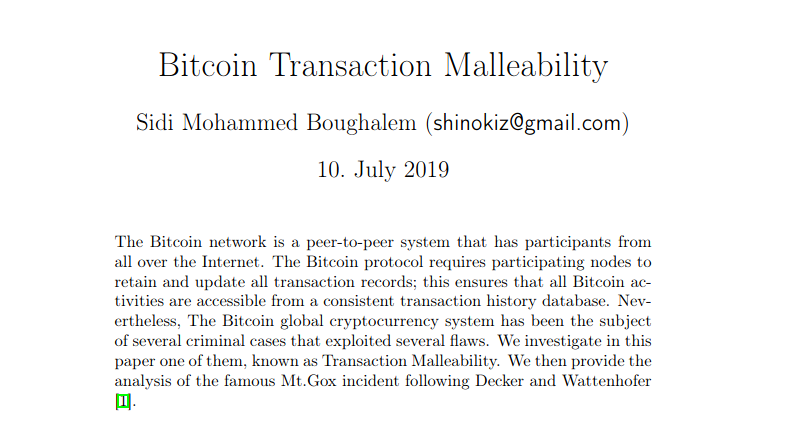 Bitcoin Transaction Malleability
Sidi Mohammed Boughalem (shinokiz@gmail.com)
10. July 2019
The Bitcoin network is a peer-to-peer system that has participants from
all over the Internet. The Bitcoin protocol requires participating nodes to
retain and update all transaction records; this ensures that all Bitcoin ac-
tivities are accessible from a consistent transaction history database. Nev-
ertheless, The Bitcoin global cryptocurrency system has been the subject
of several criminal cases that exploited several flaws. We investigate in this
paper one of them, known as Transaction Malleability. We then provide the
analysis of the famous Mt.Gox incident following Decker and Wattenhofer
[1].